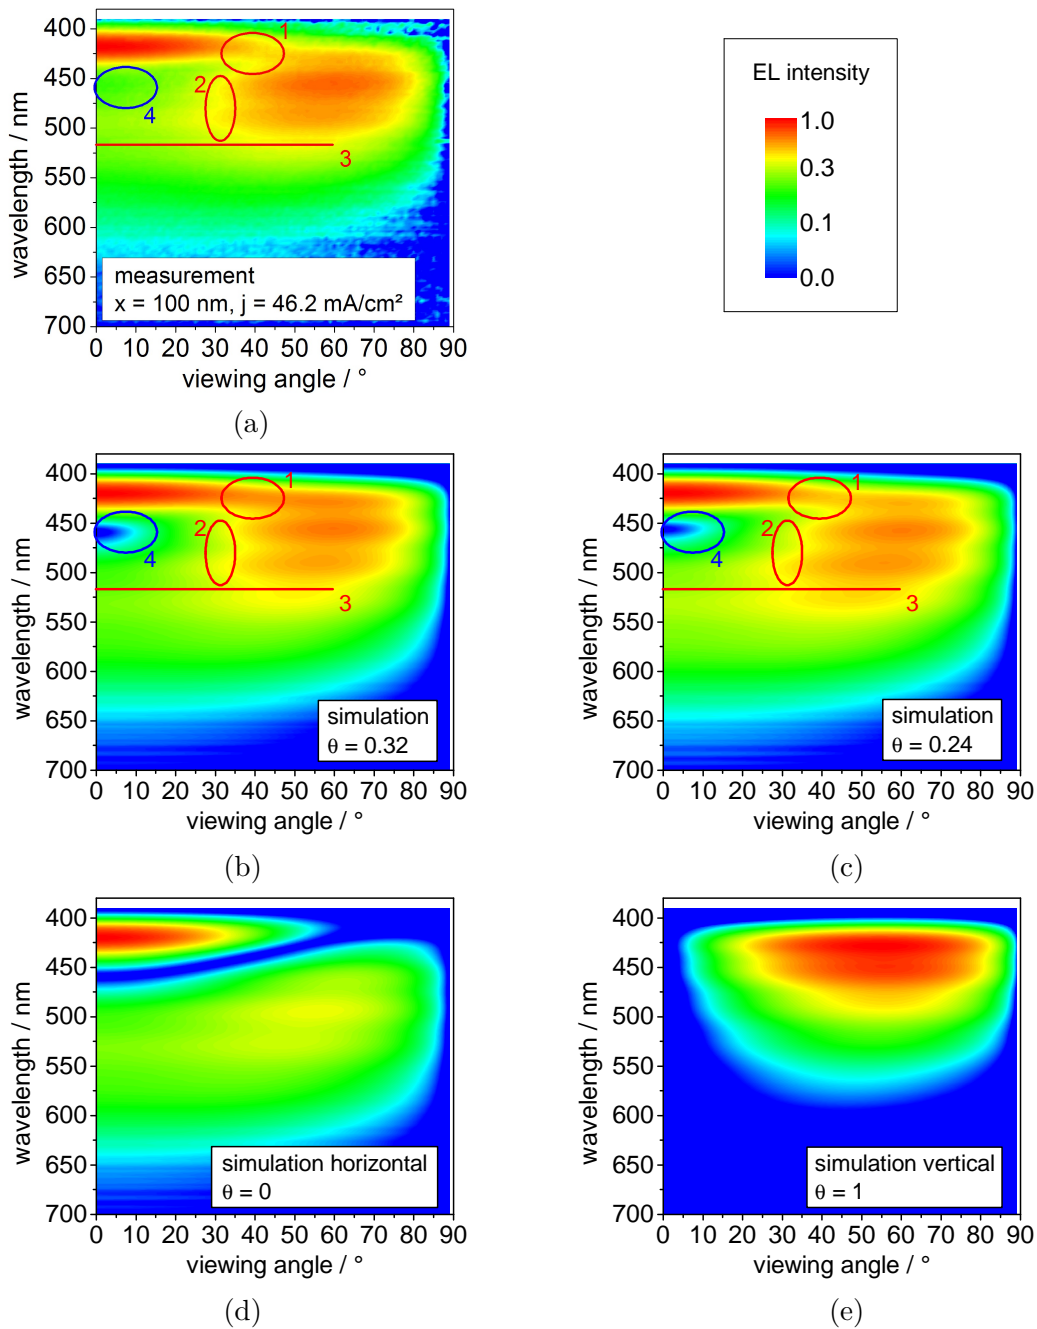 400
450
500
550
600
650
700
wavelength / nm
1
2
3
4
measurement
x = 100 nm, j = 46.2 mA/cm²
0 10 20 30 40 50 60 70 80 90
viewing angle / °
(a)
EL intensity
1.0
0.3
0.1
0.0
400
450
500
550
600
650
700
wavelength / nm
1
2
3
4
simulation
θ = 0.32
0 10 20 30 40 50 60 70 80 90
viewing angle / °
(b)
400
450
500
550
600
650
700
wavelength / nm
1
2
3
4
simulation
θ = 0.24
0 10 20 30 40 50 60 70 80 90
viewing angle / °
(c)
400
450
500
550
600
650
700
wavelength / nm
simulation horizontal
θ = 0
0 10 20 30 40 50 60 70 80 90
viewing angle / °
(d)
400
450
500
550
600
650
700
wavelength / nm
simulation vertical
θ = 1
0 10 20 30 40 50 60 70 80 90
viewing angle / °
(e)